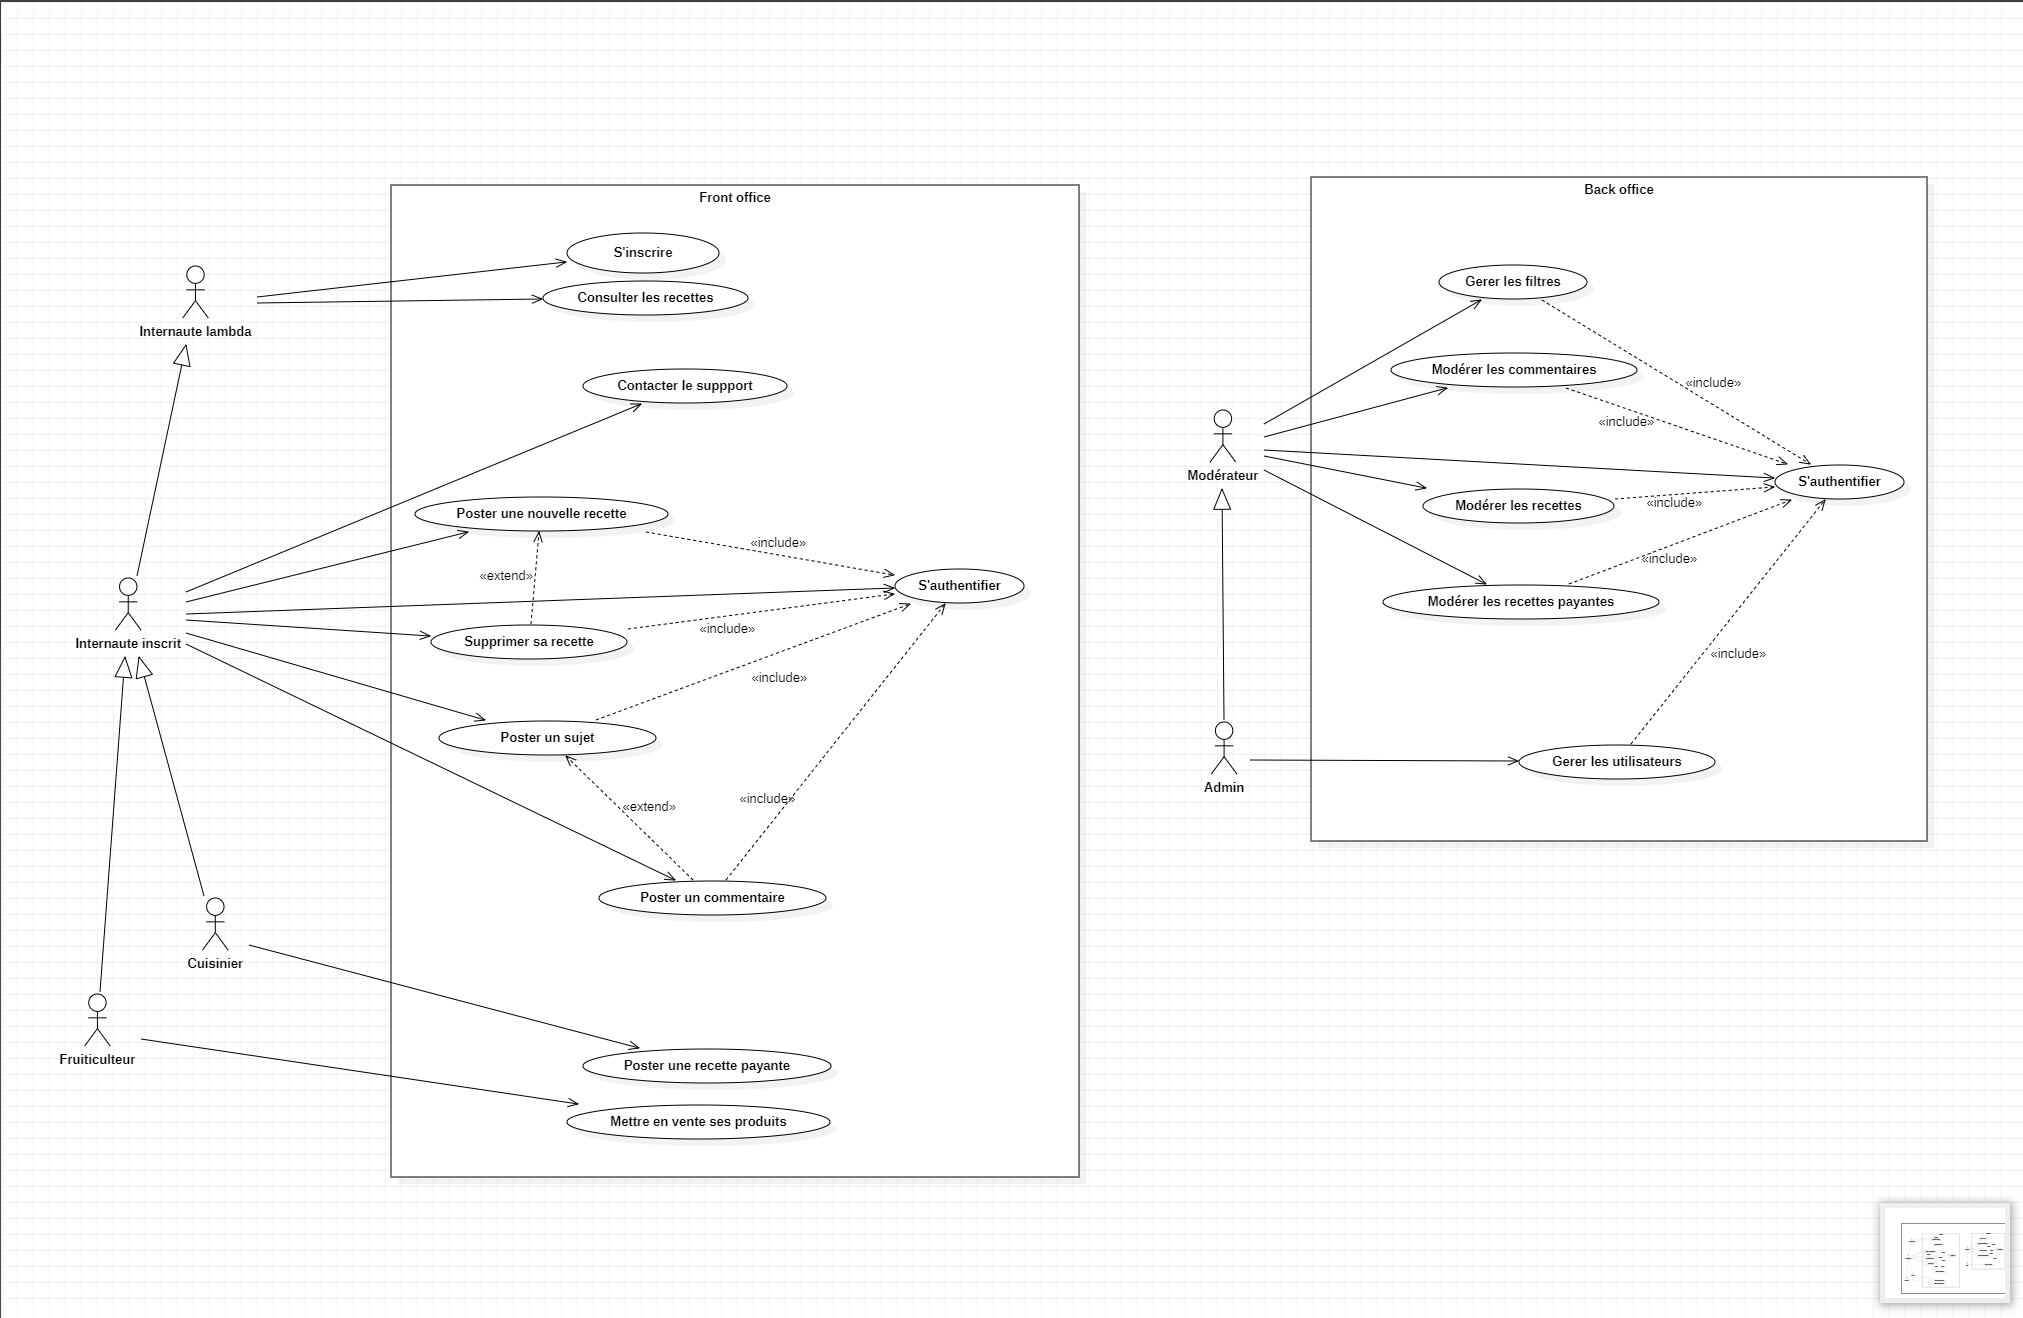 Front office
S'inscrire
Consulter les recettes
Internaute lambda
Contacter le suppport
Poster une nouvelle recette
«include»
«extend»
S'authentifier
Internaute inscrit
Supprimer sa recette
«include»
«include»
Poster un sujet
«extend»
«include»
Poster un commentaire
Cuisinier
Fruiticulteur
Poster une recette payante
Mettre en vente ses produits
Back office
Gerer les filtres
Modérer les commentaires
«include»
«include»
Modérateur
S'authentifier
Modérer les recettes
«include»
«include»
Modérer les recettes payantes
«include»
Gerer les utilisateurs
Admin